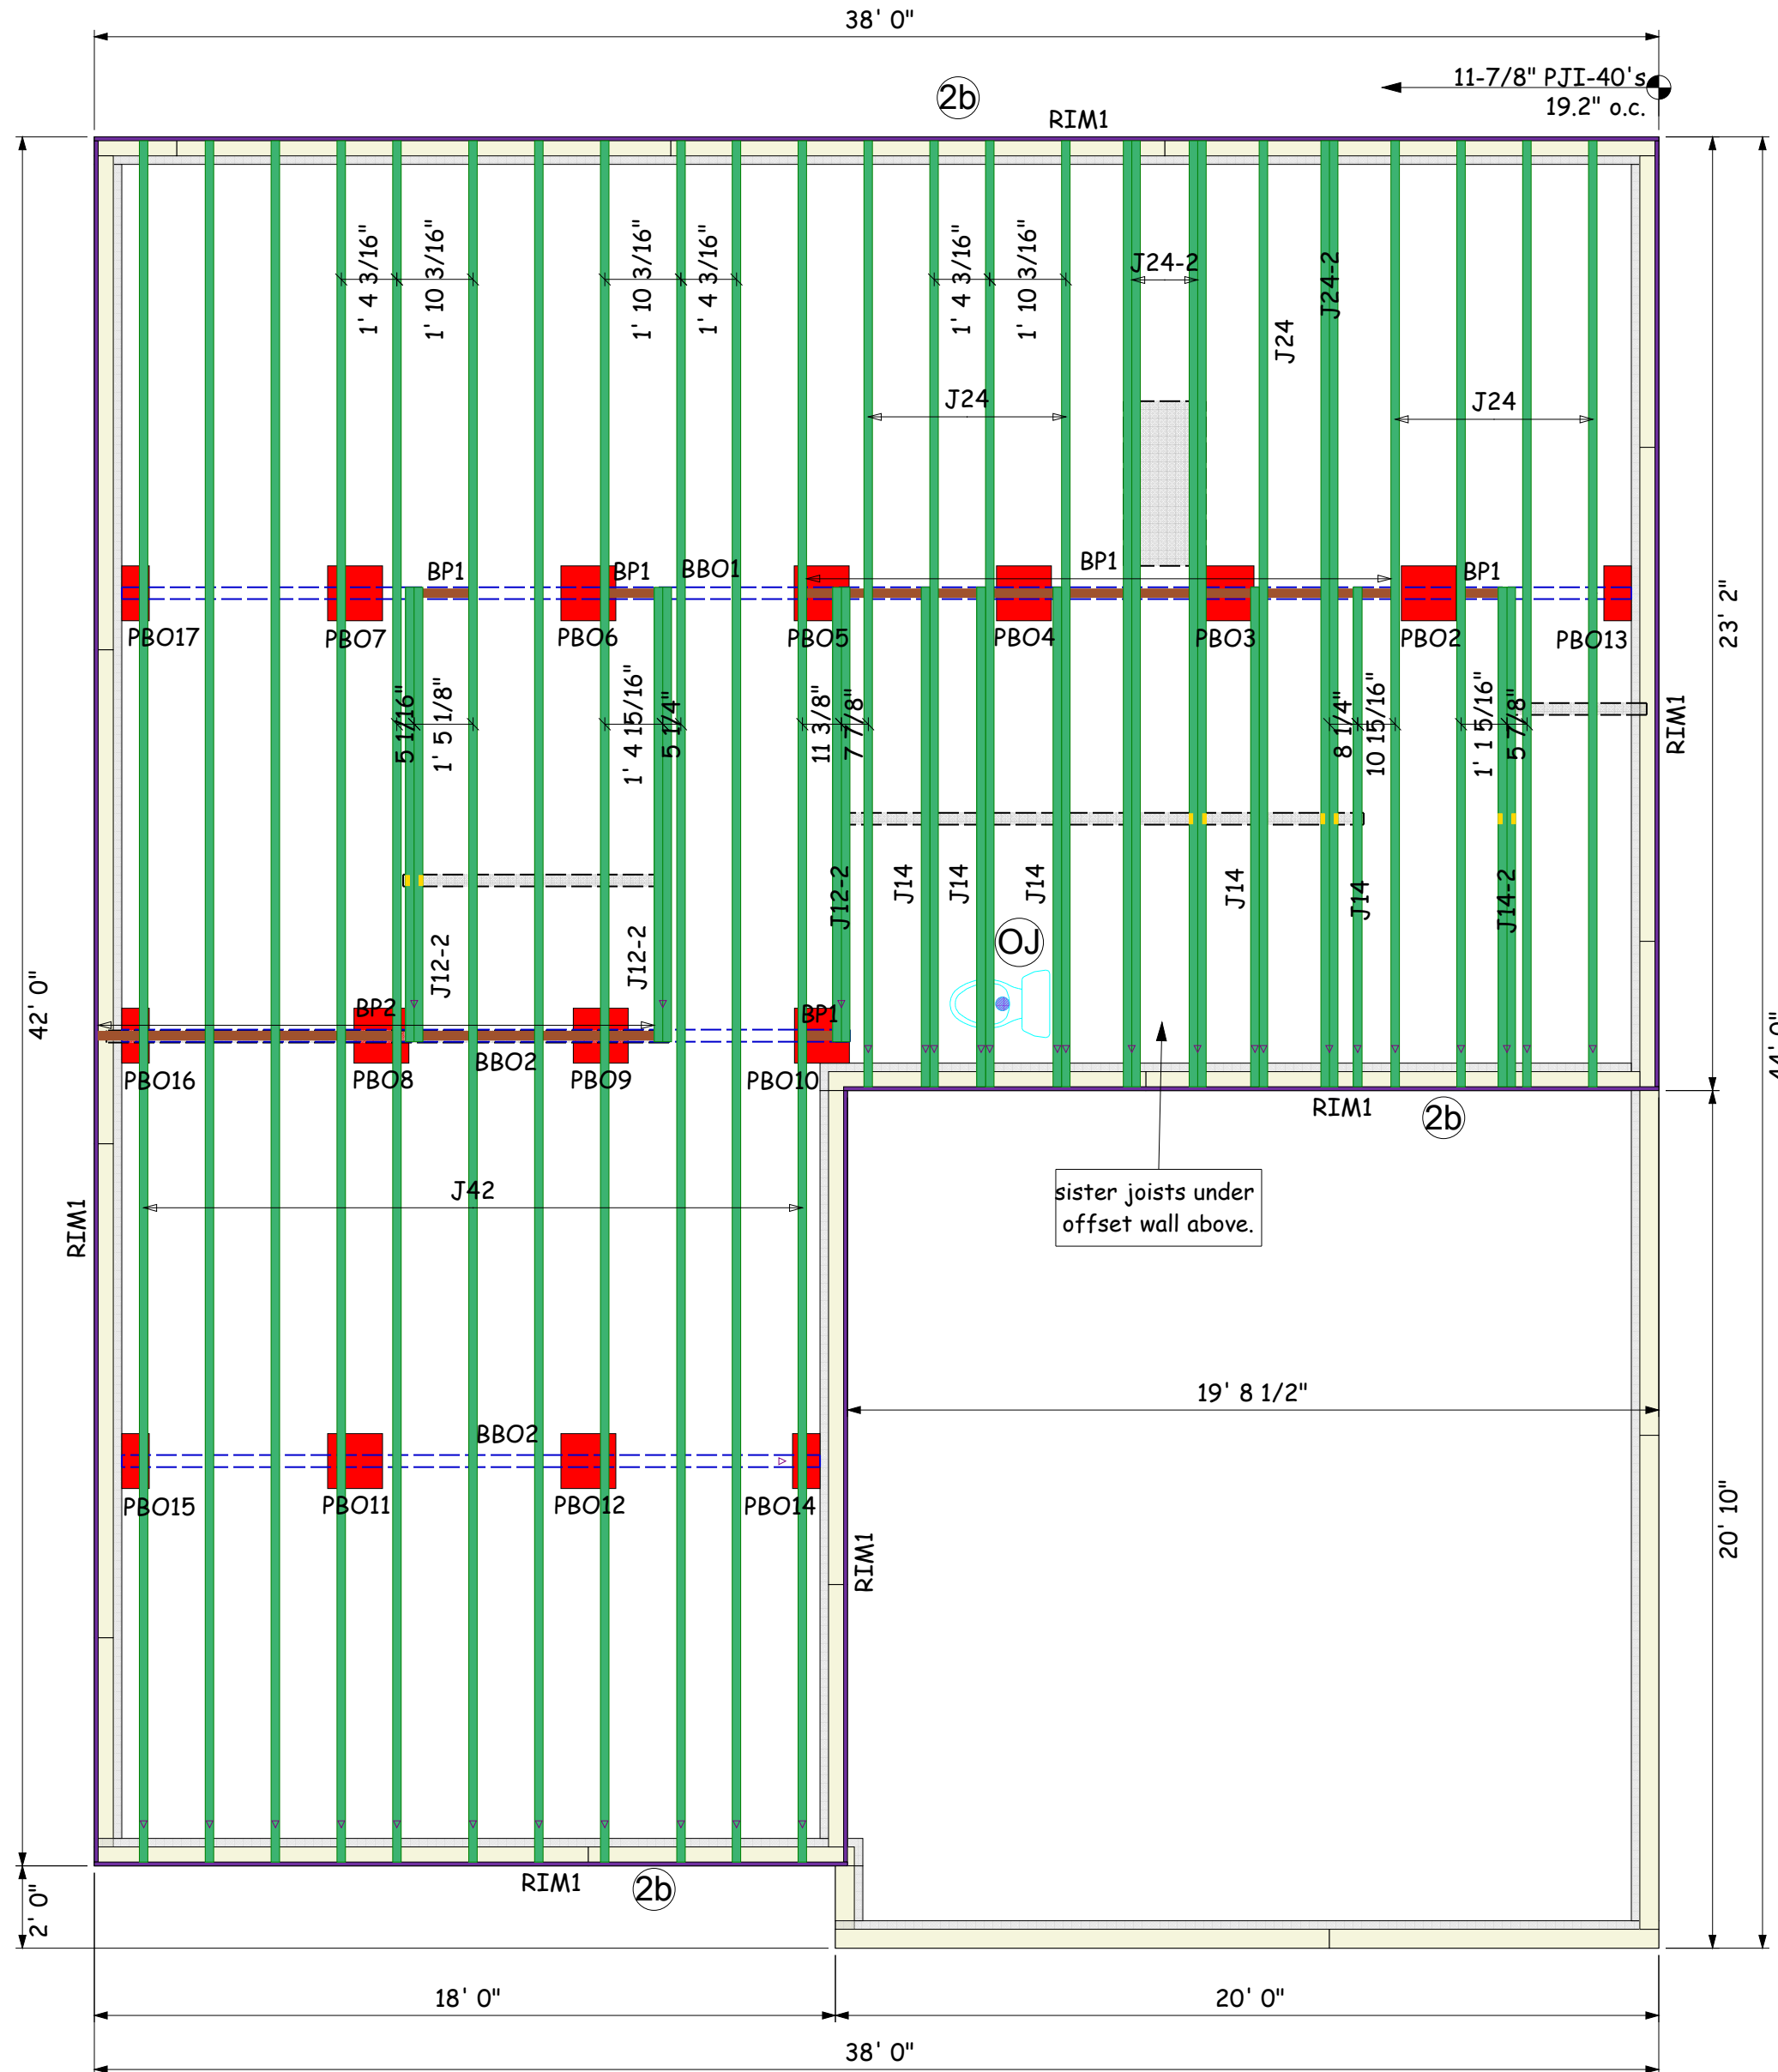 38' 0"
11-7/8" PJI-40's
19.2" o.c.
2b
RIM1
1' 4 3/16"
1' 10 3/16"
1' 10 3/16"
1' 4 3/16"
1' 4 3/16"
1' 10 3/16"
J24-2
J24-2
J24
J24
J24
23' 2"
42' 0"
44' 0"
BP1
BP1
BBO1
BP1
BP1
PBO17
PBO7
PBO6
PBO5
PBO4
PBO3
PBO2
PBO13
5 1/16"
1' 5 1/8"
1' 4 15/16"
5 1/4"
11 3/8"
7 7/8"
8 1/4"
10 15/16"
1' 1 5/16"
5 7/8"
RIM1
J12-2
J12-2
J12-2
J14
J14
J14
J14
J14
J14-2
OJ
BP2
BP1
BBO2
PBO16
PBO8
PBO9
PBO10
RIM1
2b
J42
sister joists under
offset wall above.
RIM1
19' 8 1/2"
BBO2
PBO15
PBO11
PBO12
PBO14
RIM1
20' 10"
RIM1
2b
2' 0"
18' 0"
20' 0"
38' 0"